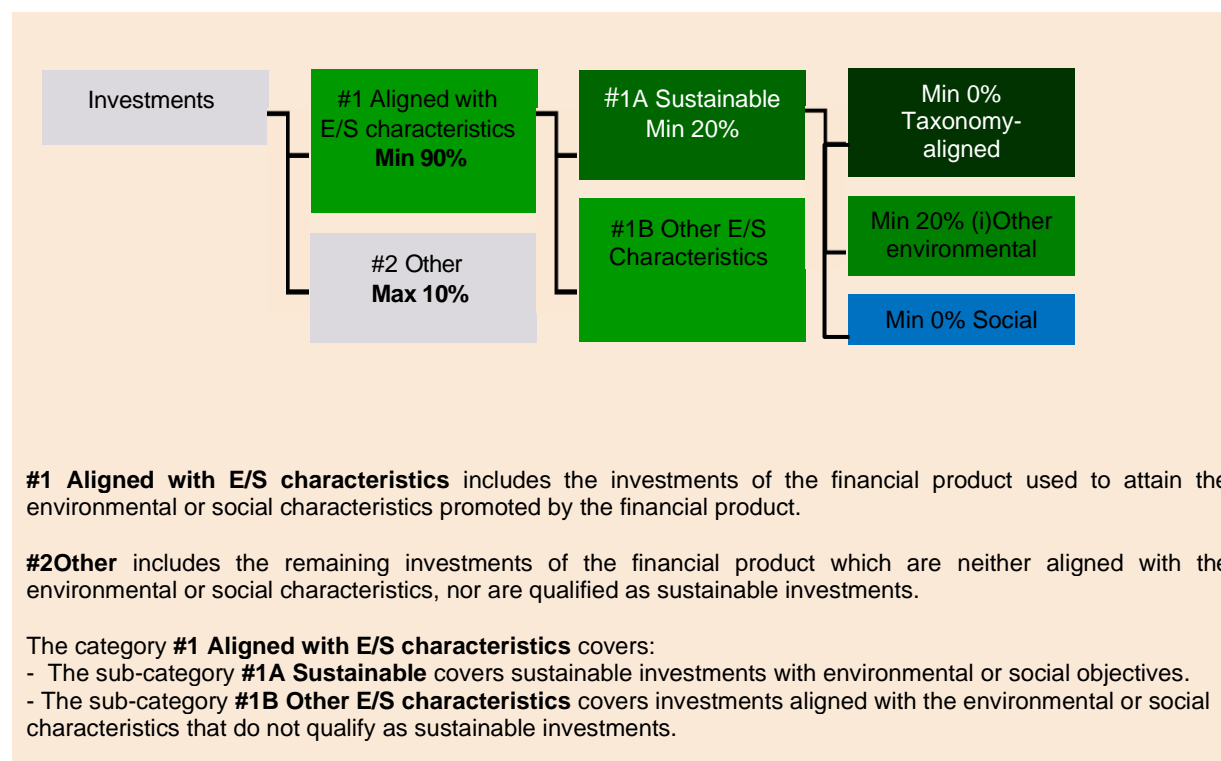 Investments
#1 Aligned with
E/S characteristics
Min 90%
#2 Other
Max 10%
#1A Sustainable
Min 20%
#1B Other E/S
Characteristics
Min 0%
Taxonomy-
aligned
Min 20% (i)Other
environmental
Min 0% Social
#1 Aligned with E/S characteristics includes the investments of the financial product used to attain the
environmental or social characteristics promoted by the financial product.
#2Other includes the remaining investments of the financial product which are neither aligned with the
environmental or social characteristics, nor are qualified as sustainable investments.
The category #1 Aligned with E/S characteristics covers:
- The sub-category #1A Sustainable covers sustainable investments with environmental or social objectives.
- The sub-category #1B Other E/S characteristics covers investments aligned with the environmental or social
characteristics that do not qualify as sustainable investments.